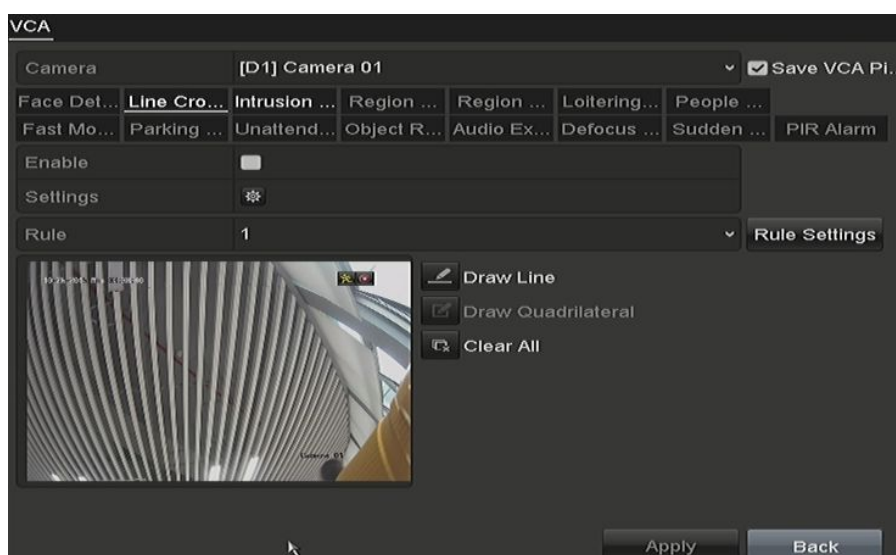 VCA
Camera [D1] Camera 01 Save VCA Pi..
Face Det... Line Cro... Intrusion ... Region ... Region ... Loitering... People ...
Fast Mo... Parking ... Unattend... Object R... Audio Ex... Defocus ... Sudden ... PIR Alarm
Enable
Settings
Rule 1 Rule Settings
Draw Line
Draw Quadrilateral
Clear All
Camera 01
Apply Back